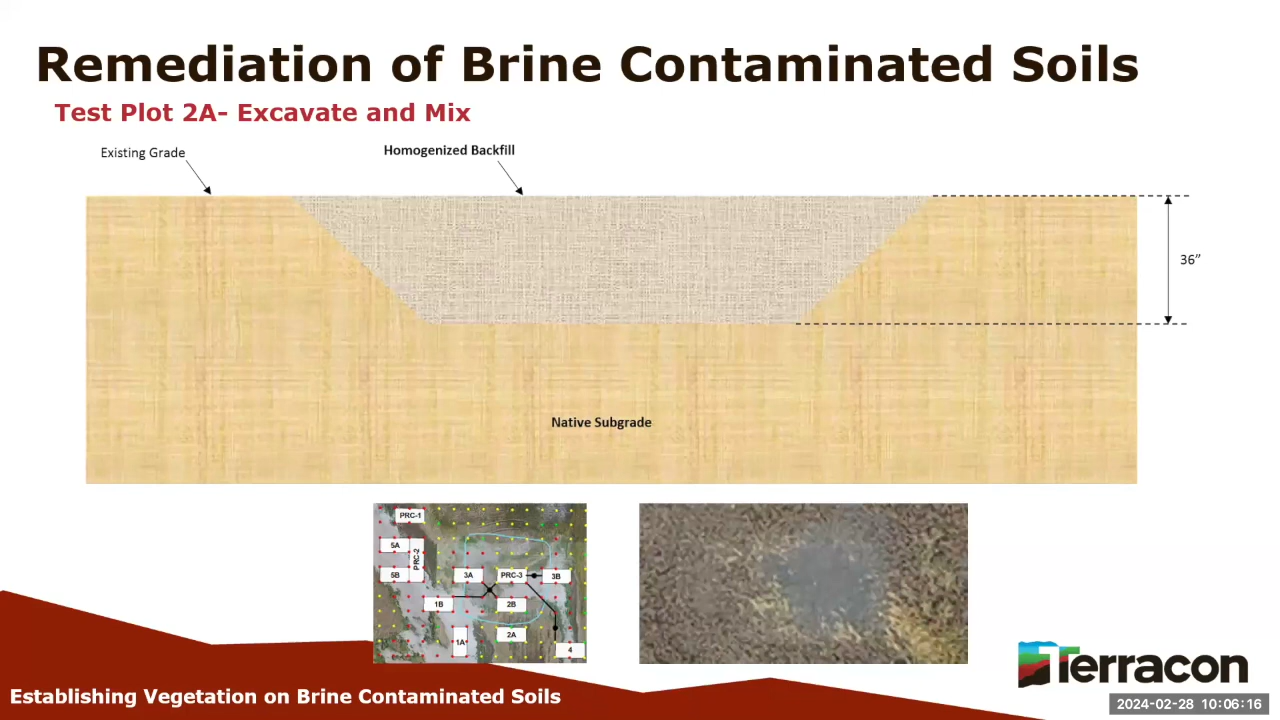 Remediation of Brine Contaminated Soils
Test Plot 2A- Excavate and Mix
Existing Grade
Homogenized Backfill
36”
Native Subgrade
PRC-1
5A
PRC-2
5B
3A
PRC-3
3B
1B
2B
2A
1A
4
Terracon
Establishing Vegetation on Brine Contaminated Soils
2024-02-28 10:06:16